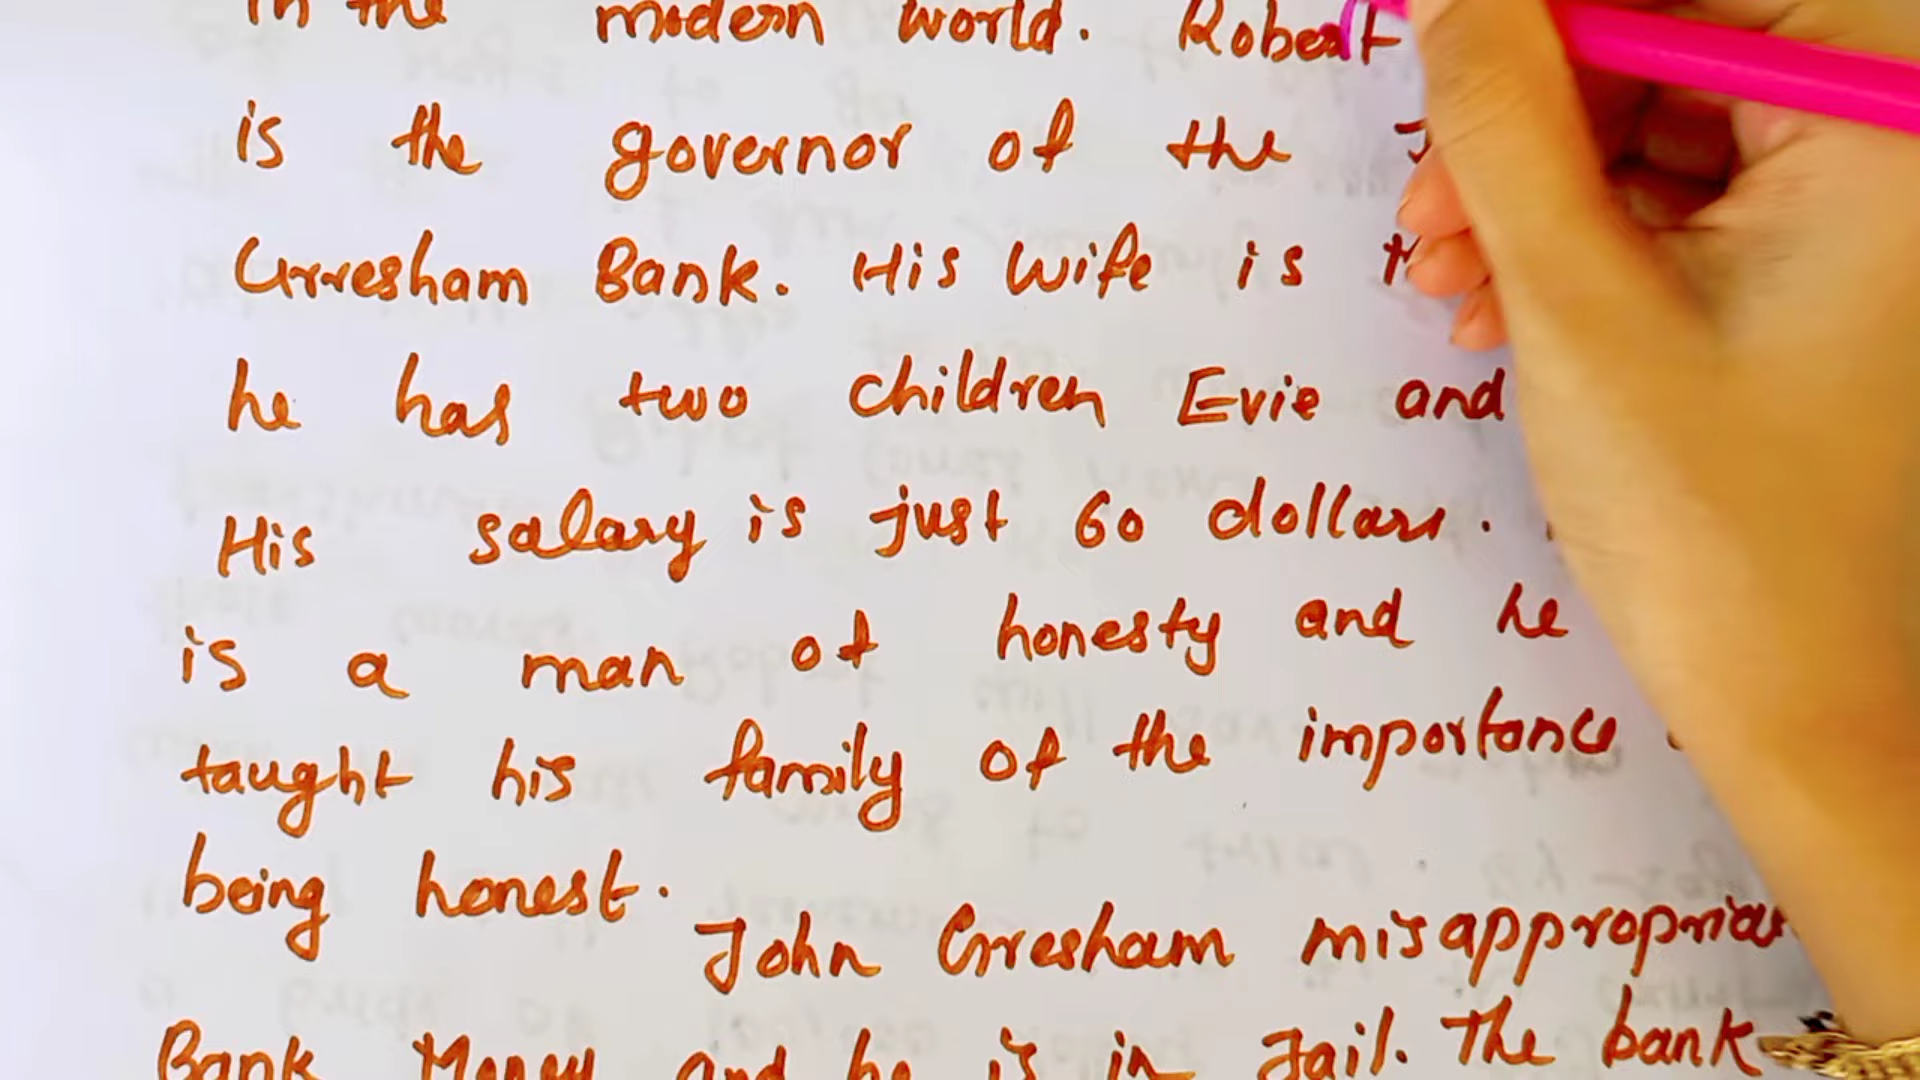 in the modern world. Robert
is the governor of the
Grresham Bank. His wife is
he has two children Evie and
His salary is just 60 dollars.
is a man of honesty and he
taught his family of the importance
being honest.
John Grresham misappropriat
Bank Money and he is in Jail. The bank